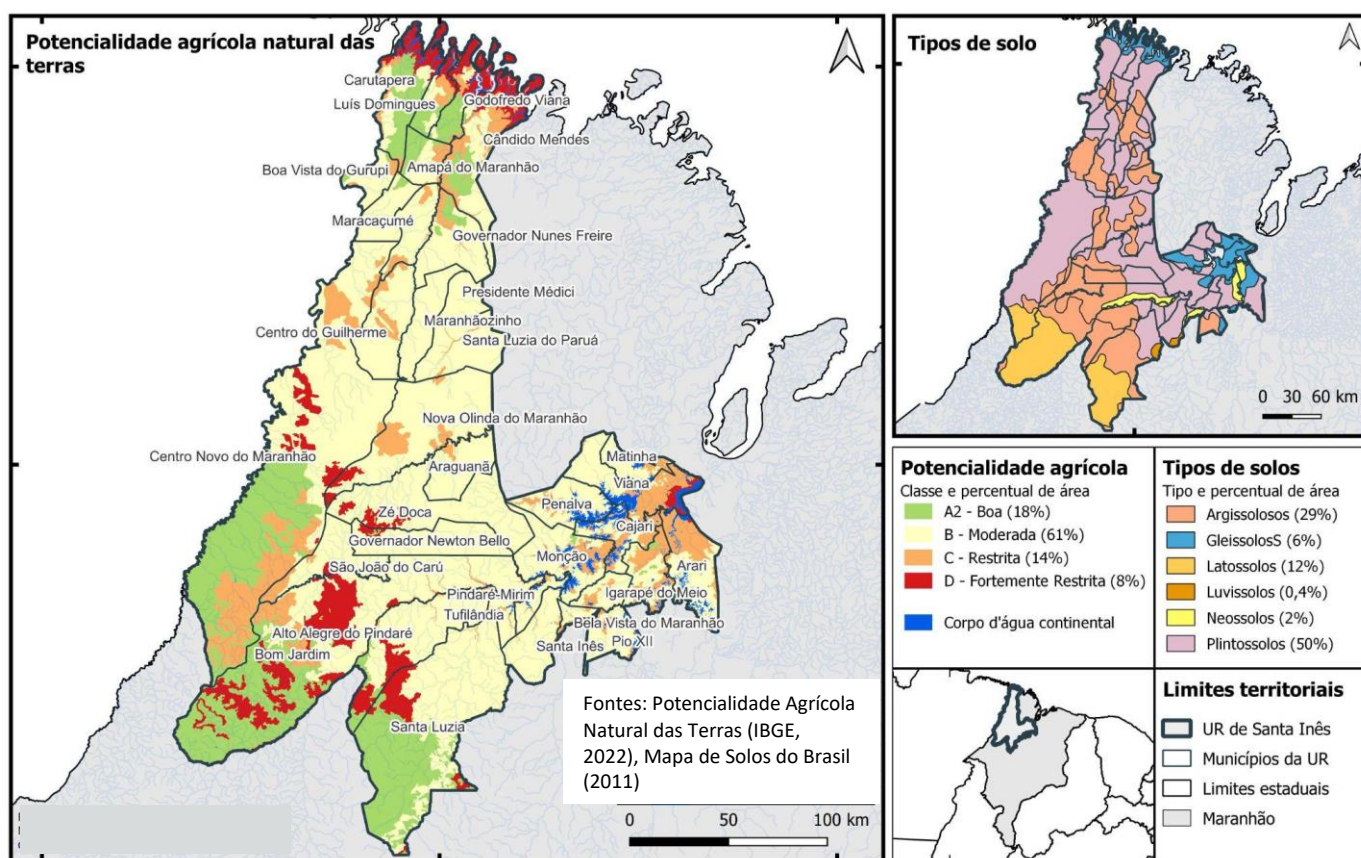 Potencialidade agrícola natural das
terras
Carutapera
Luís Domingues
Godofredo Viana
Cândido Mendes
Boa Vista do Gurupi
Amapá do Maranhão
Maracaçumé
Governador Nunes Freire
Presidente Médici
Maranhãozinho
Centro do Guilherme
Santa Luzia do Paruá
Nova Olinda do Maranhão
Centro Novo do Maranhão
Araguanã
Matinha
Viana
Penalva
Zé Doca
Cajari
Governador Newton Bello
Monção
Arari
São João do Carú
Pindaré-Mirim
Igarapé do Meio
Tufilândia
Bela Vista do Maranhão
Alto Alegre do Pindaré
Santa Inês
Pio XII
Bom Jardim
Santa Luzia
Fontes: Potencialidade Agrícola
Natural das Terras (IBGE,
2022), Mapa de Solos do Brasil
(2011)
0 50 100 km
Tipos de solo
0 30 60 km
Potencialidade agrícola
Classe e percentual de área
A2 - Boa (18%)
B - Moderada (61%)
C - Restrita (14%)
D - Fortemente Restrita (8%)
Corpo d'água continental
Tipos de solos
Tipo e percentual de área
Argissolosos (29%)
GleissolosS (6%)
Latossolos (12%)
Luvissolos (0,4%)
Neossolos (2%)
Plintossolos (50%)
Limites territoriais
UR de Santa Inês
Municípios da UR
Limites estaduais
Maranhão